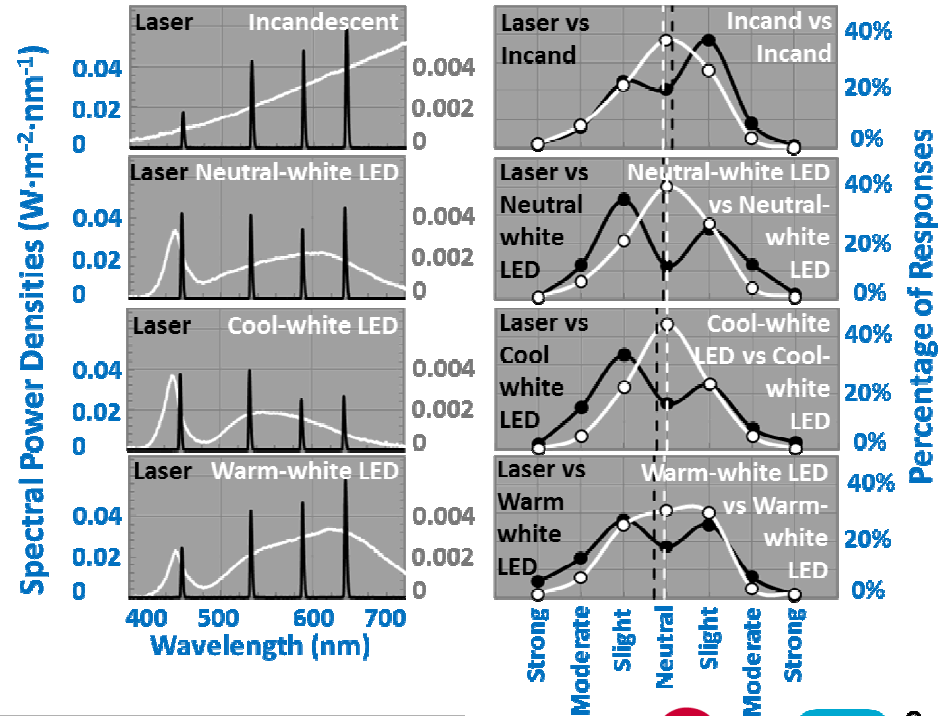 Spectral Power Densities (W·m⁻²·nm⁻¹)
Laser Incandescent
0.04
0.02
0
0.004
0.002
0
Laser Neutral-white LED
0.04
0.02
0
0.004
0.002
0
Laser Cool-white LED
0.04
0.02
0
0.004
0.002
0
Laser Warm-white LED
0.04
0.02
0
0.004
0.002
0
400 500 600 700
Wavelength (nm)
Laser vs
Incand
Incand vs
Incand
40%
20%
0%
Laser vs
Neutral
white
LED
Neutral-white LED
vs Neutral-
white
LED
40%
20%
0%
Laser vs
Cool
white
LED
Cool-white
LED vs Cool-
white
LED
40%
20%
0%
Laser vs
Warm
white
LED
Warm-white LED
vs Warm-
white
LED
40%
20%
0%
Strong
Moderate
Slight
Neutral
Slight
Moderate
Strong
Percentage of Responses